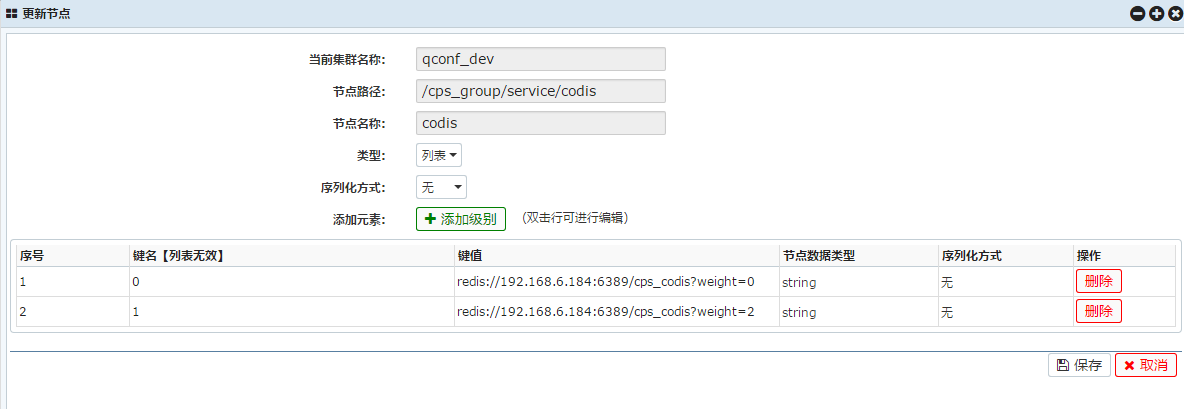 更新节点
当前集群名称: qconf_dev
节点路径: /cps_group/service/codis
节点名称: codis
类型: 列表
序列化方式: 无
添加元素: 添加级别 (双击行可进行编辑)
序号 键名【列表无效】 键值 节点数据类型 序列化方式 操作
1 0 redis://192.168.6.184:6389/cps_codis?weight=0 string 无 删除
2 1 redis://192.168.6.184:6389/cps_codis?weight=2 string 无 删除
保存 取消